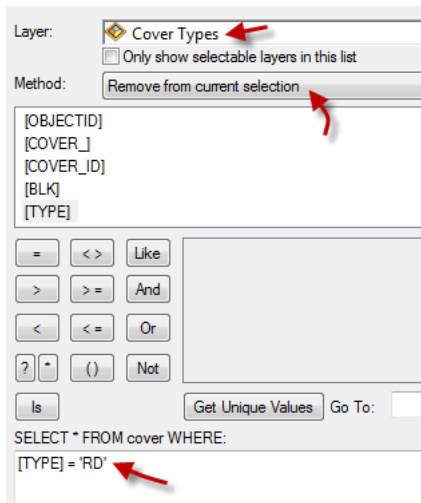 Layer: Cover Types
Only show selectable layers in this list
Method: Remove from current selection
[OBJECTID]
[COVER_]
[COVER_ID]
[BLK]
[TYPE]
= < > Like
> > = And
< < = Or
? * ( ) Not
Is Get Unique Values Go To:
SELECT * FROM cover WHERE:
[TYPE] = 'RD'